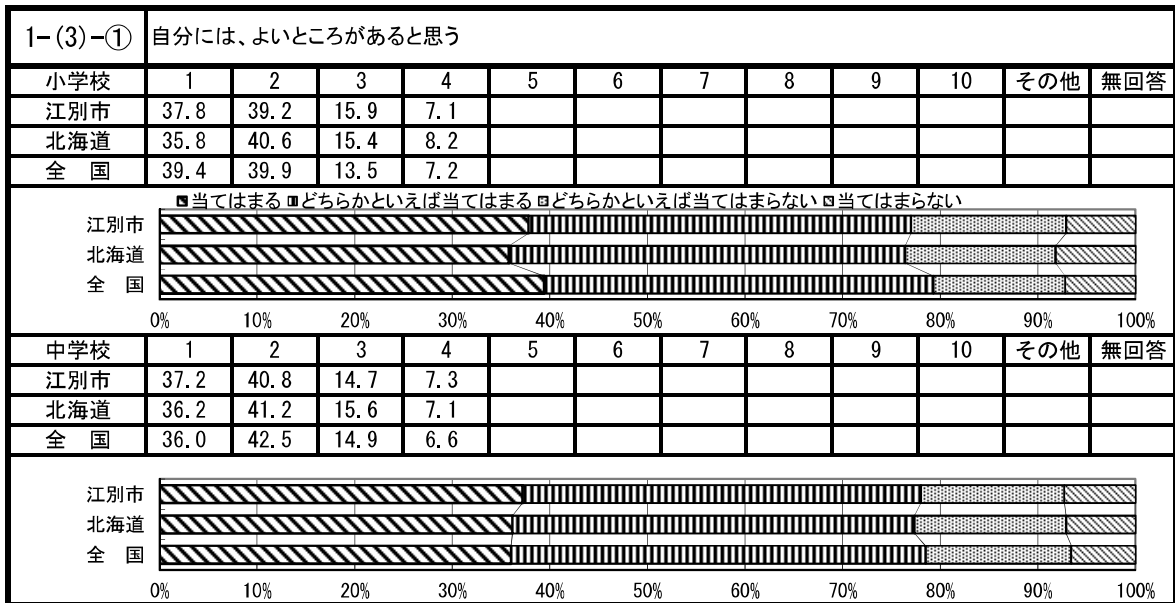 1-(3)-① 自分には、よいところがあると思う
小学校 1 2 3 4 5 6 7 8 9 10 その他 無回答
江別市 37.8 39.2 15.9 7.1
北海道 35.8 40.6 15.4 8.2
全　国 39.4 39.9 13.5 7.2
当てはまる どちらかといえば当てはまる どちらかといえば当てはまらない 当てはまらない
江別市
北海道
全　国
0% 10% 20% 30% 40% 50% 60% 70% 80% 90% 100%
中学校 1 2 3 4 5 6 7 8 9 10 その他 無回答
江別市 37.2 40.8 14.7 7.3
北海道 36.2 41.2 15.6 7.1
全　国 36.0 42.5 14.9 6.6
江別市
北海道
全　国
0% 10% 20% 30% 40% 50% 60% 70% 80% 90% 100%